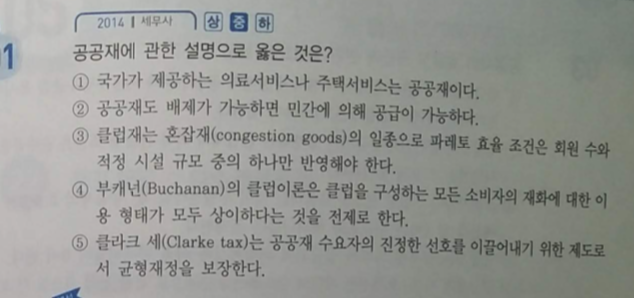 2014 | 세무사 상 중 하
1
공공재에 관한 설명으로 옳은 것은?
① 국가가 제공하는 의료서비스나 주택서비스는 공공재이다.
② 공공재도 배제가 가능하면 민간에 의해 공급이 가능하다.
③ 클럽재는 혼잡재(congestion goods)의 일종으로 파레토 효율 조건은 회원 수와
적정 시설 규모 중의 하나만 반영해야 한다.
④ 부캐넌(Buchanan)의 클럽이론은 클럽을 구성하는 모든 소비자의 재화에 대한 이
용 형태가 모두 상이하다는 것을 전제로 한다.
⑤ 클라크 세(Clarke tax)는 공공재 수요자의 진정한 선호를 이끌어내기 위한 제도로
서 균형재정을 보장한다.